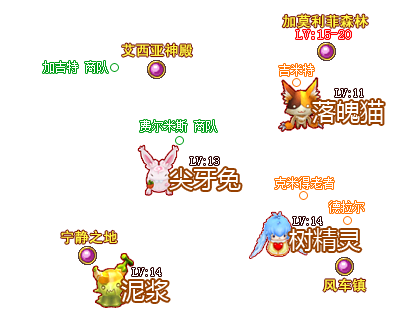 加莫利菲森林
LV:15-20
艾西亚神殿
加吉特 商队
吉米特
LV:11
落魄猫
费尔米斯 商队
LV:13
尖牙兔
克米得老者
德拉尔
LV:14
树精灵
宁静之地
LV:14
泥浆
风车镇